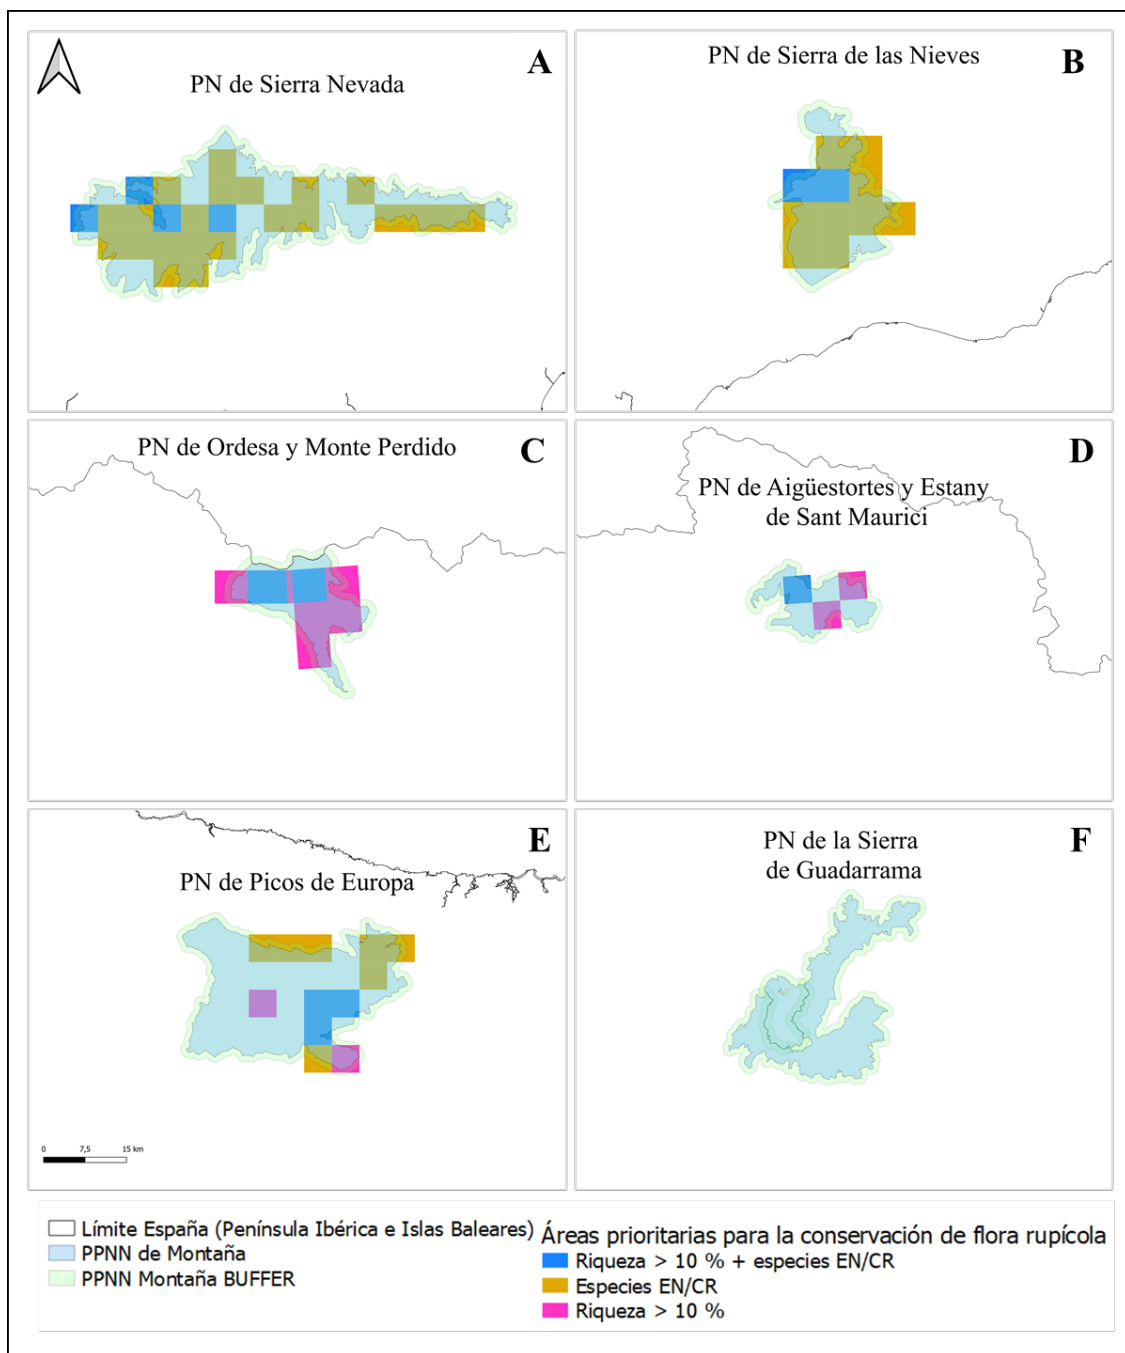 A
PN de Sierra Nevada
B
PN de Sierra de las Nieves
C
PN de Ordesa y Monte Perdido
D
PN de Aigüestortes y Estany
de Sant Maurici
E
PN de Picos de Europa
0 7,5 15 km
F
PN de la Sierra
de Guadarrama
Límite España (Península Ibérica e Islas Baleares)
PPNN de Montaña
PPNN Montaña BUFFER
Áreas prioritarias para la conservación de flora rupícola
Riqueza > 10 % + especies EN/CR
Especies EN/CR
Riqueza > 10 %